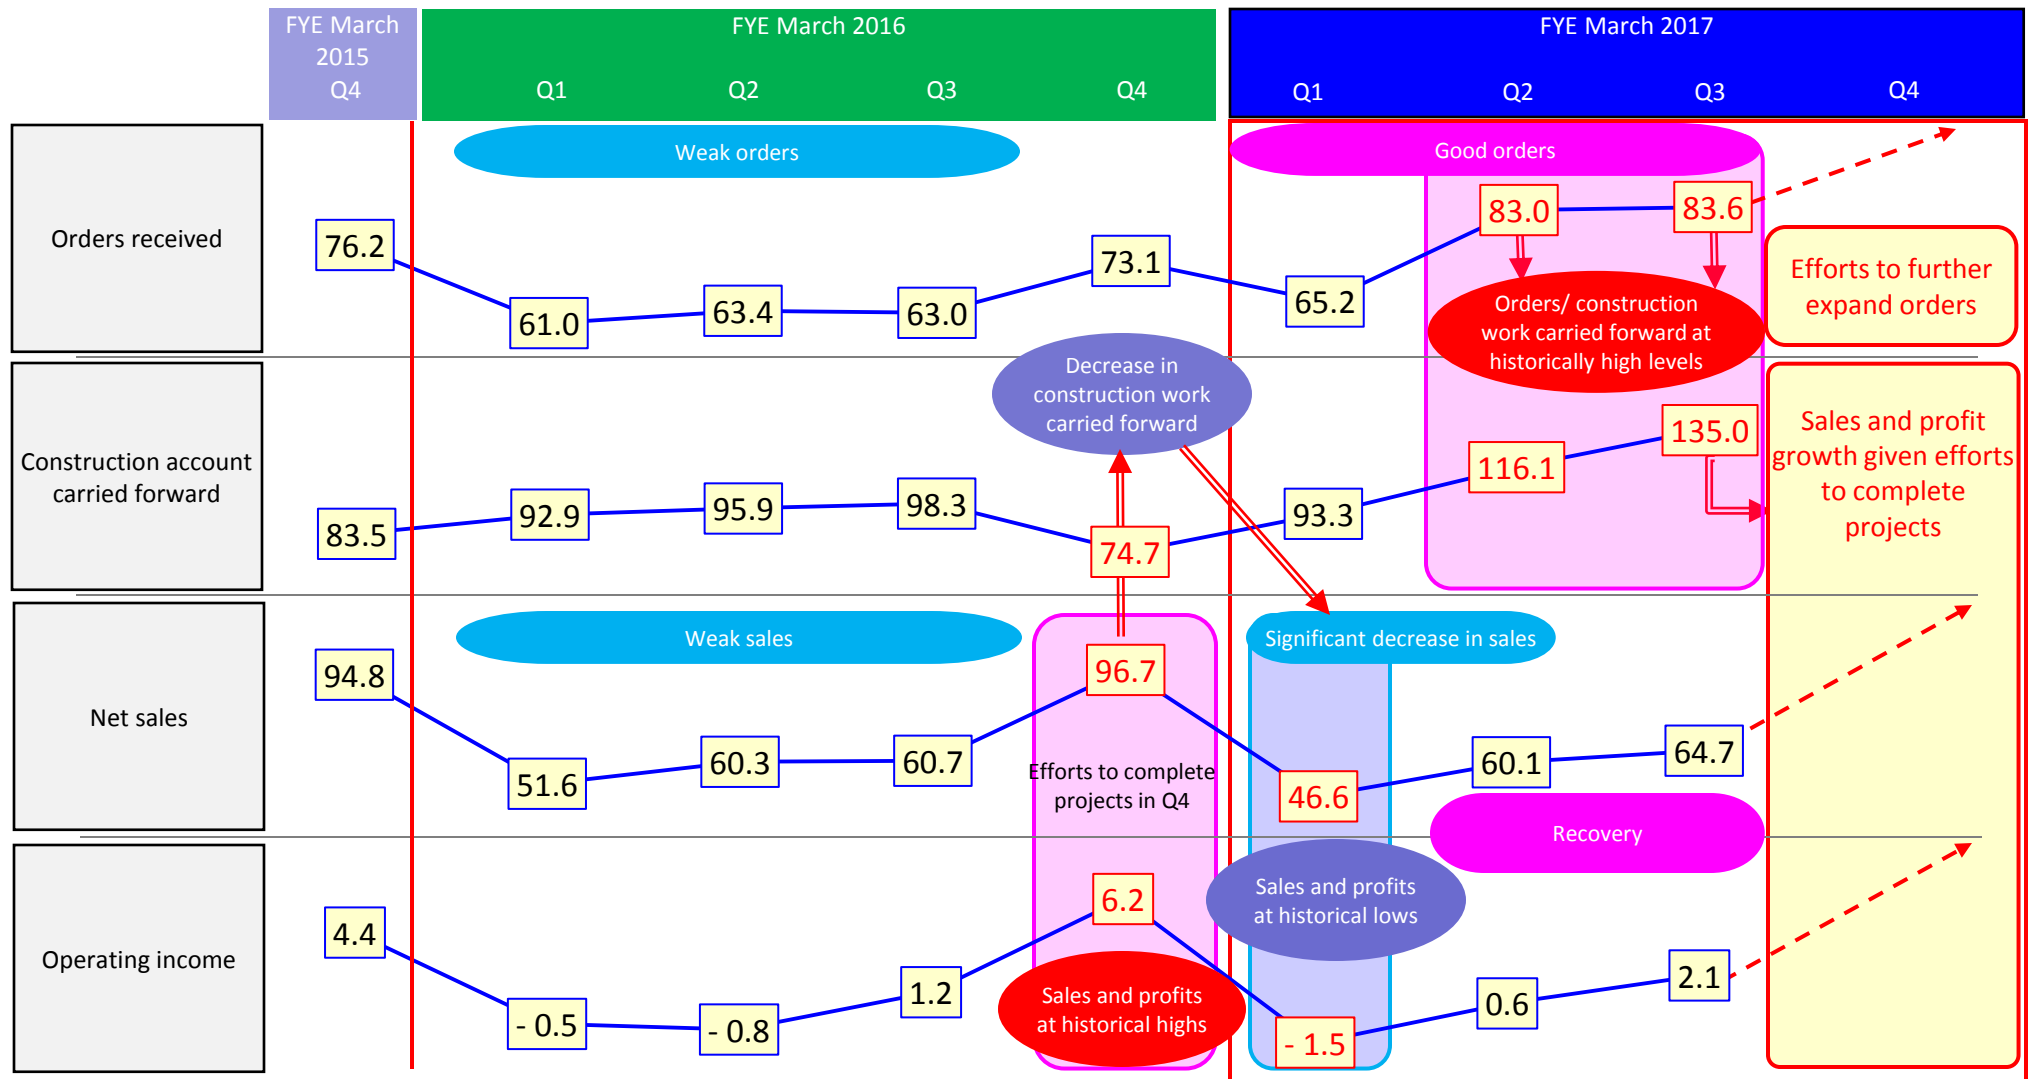 FYE March
2015
Q4
FYE March 2016
Q1
Q2
Q3
Q4
FYE March 2017
Q1
Q2
Q3
Q4
Orders received
Weak orders
Good orders
76.2
61.0
63.4
63.0
73.1
65.2
83.0
83.6
Orders/ construction
work carried forward at
historically high levels
Efforts to further
expand orders
Construction account
carried forward
Decrease in
construction work
carried forward
83.5
92.9
95.9
98.3
74.7
93.3
116.1
135.0
Sales and profit
growth given efforts
to complete
projects
Net sales
Weak sales
Significant decrease in sales
94.8
51.6
60.3
60.7
96.7
46.6
60.1
64.7
Efforts to complete
projects in Q4
Recovery
Operating income
4.4
- 0.5
- 0.8
1.2
6.2
- 1.5
0.6
2.1
Sales and profits
at historical highs
Sales and profits
at historical lows